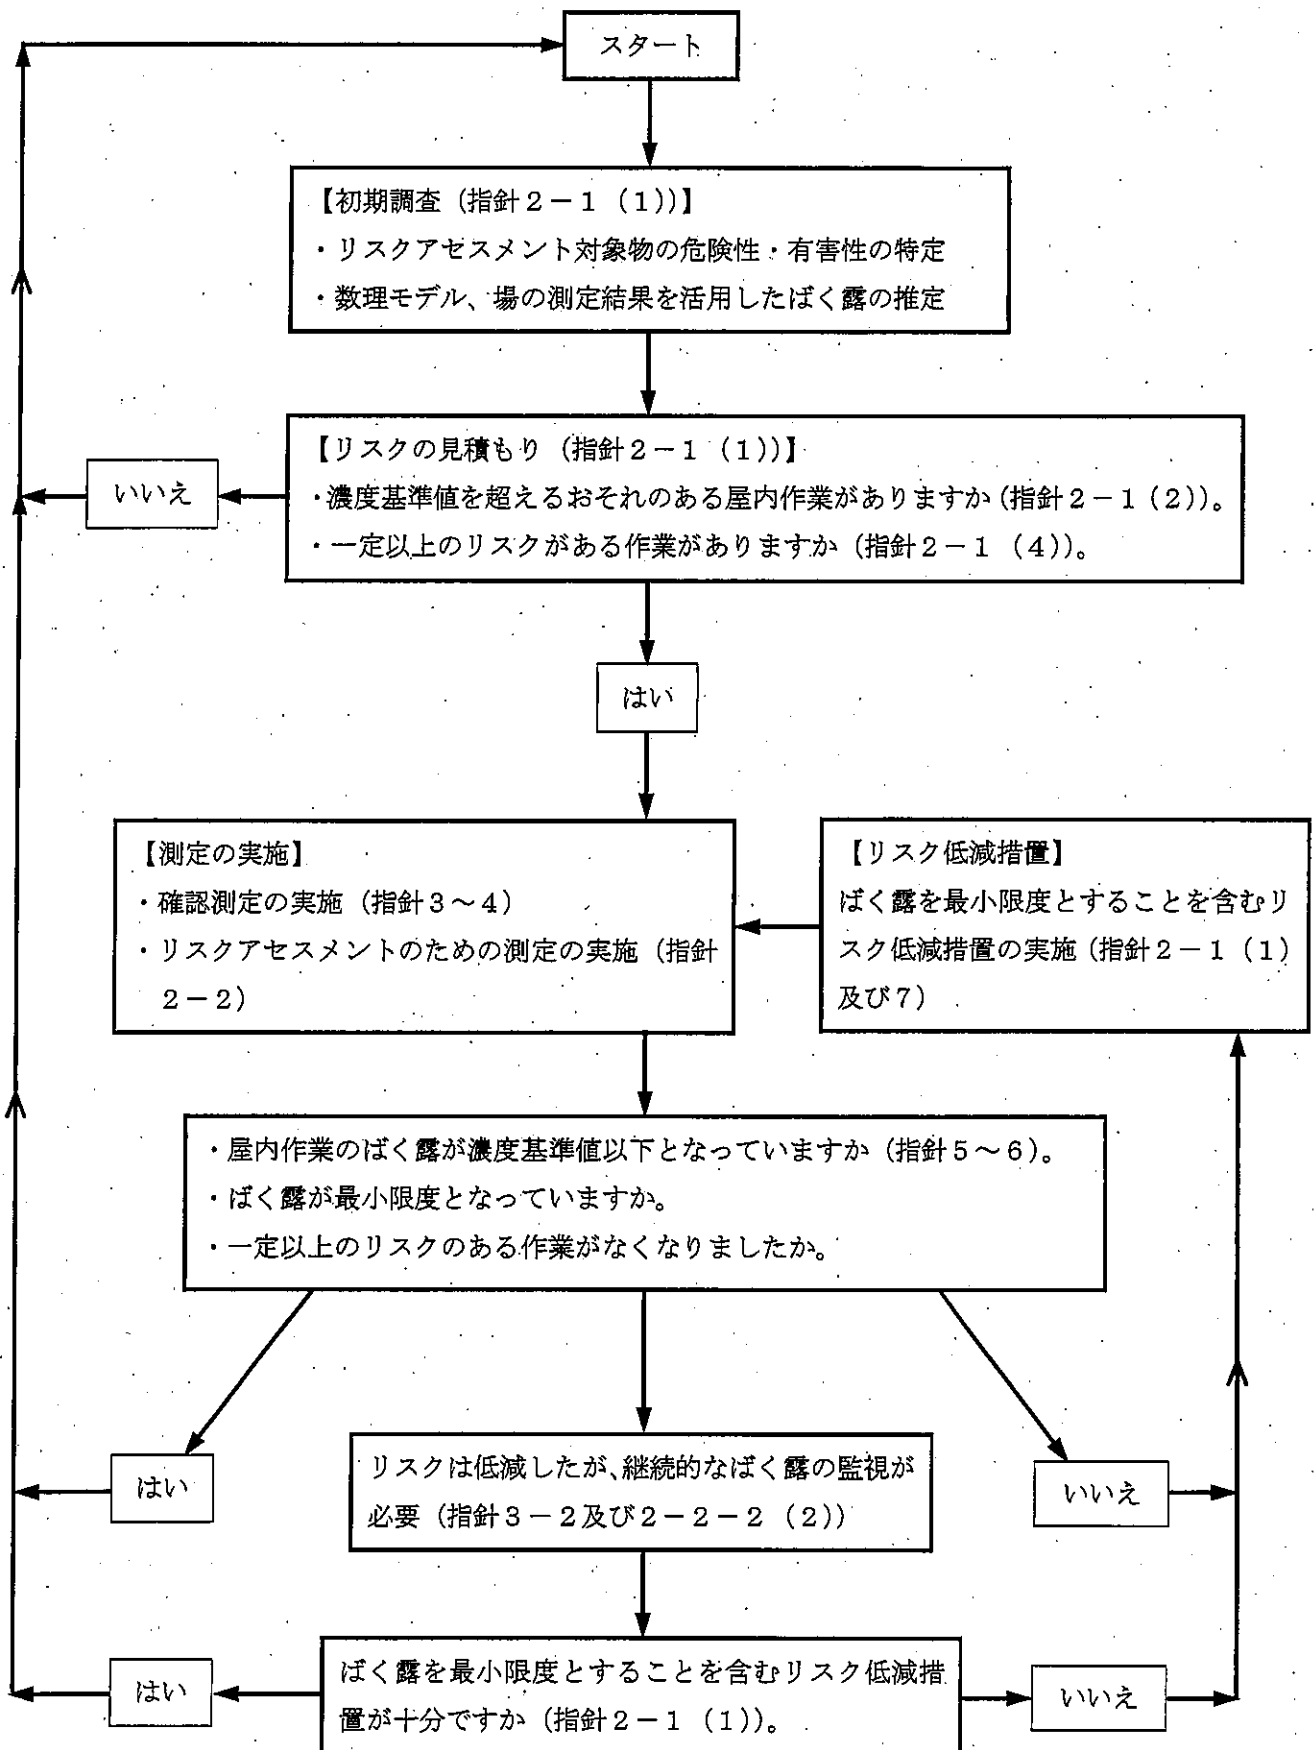 スタート
【初期調査（指針２－１（１））】
・リスクアセスメント対象物の危険性・有害性の特定
・数理モデル、場の測定結果を活用したばく露の推定
【リスクの見積もり（指針２－１（１））】
・濃度基準値を超えるおそれのある屋内作業がありますか（指針２－１（２））。
・一定以上のリスクがある作業がありますか（指針２－１（４））。
いいえ
はい
【測定の実施】
・確認測定の実施（指針３～４）
・リスクアセスメントのための測定の実施（指針
２－２）
【リスク低減措置】
ばく露を最小限度とすることを含むリ
スク低減措置の実施（指針２－１（１）
及び７）
・屋内作業のばく露が濃度基準値以下となっていますか（指針５～６）。
・ばく露が最小限度となっていますか。
・一定以上のリスクのある作業がなくなりましたか。
はい
リスクは低減したが、継続的なばく露の監視が
必要（指針３－２及び２－２－２（２））
いいえ
はい
ばく露を最小限度とすることを含むリスク低減措
置が十分ですか（指針２－１（１））。
いいえ